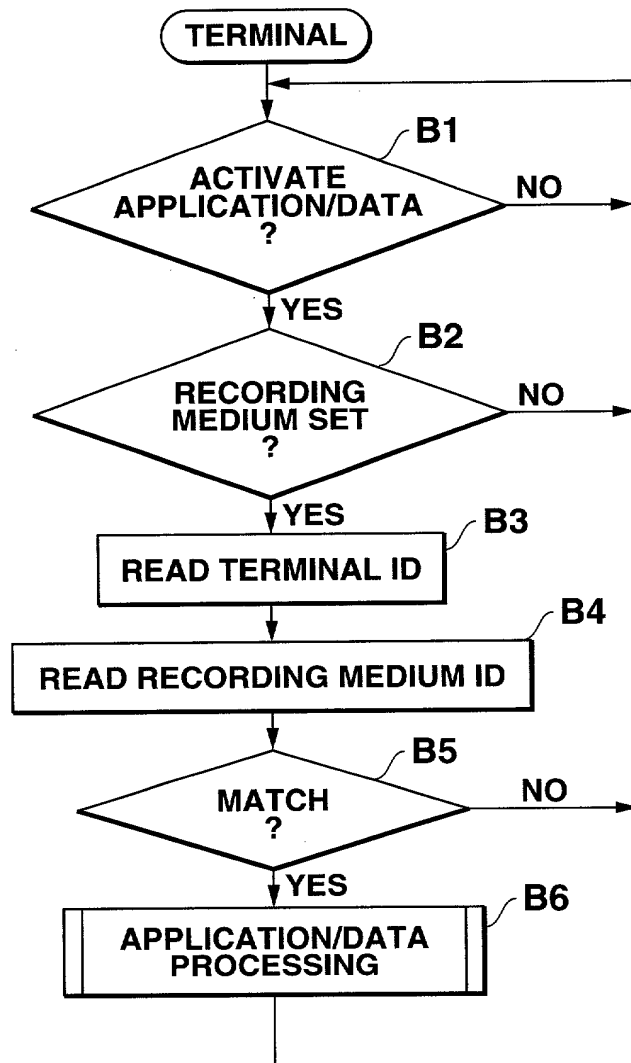 TERMINAL
B1
ACTIVATE
APPLICATION/DATA
?
NO
YES
B2
RECORDING
MEDIUM SET
?
NO
YES
B3
READ TERMINAL ID
B4
READ RECORDING MEDIUM ID
B5
MATCH
?
NO
YES
B6
APPLICATION/DATA
PROCESSING